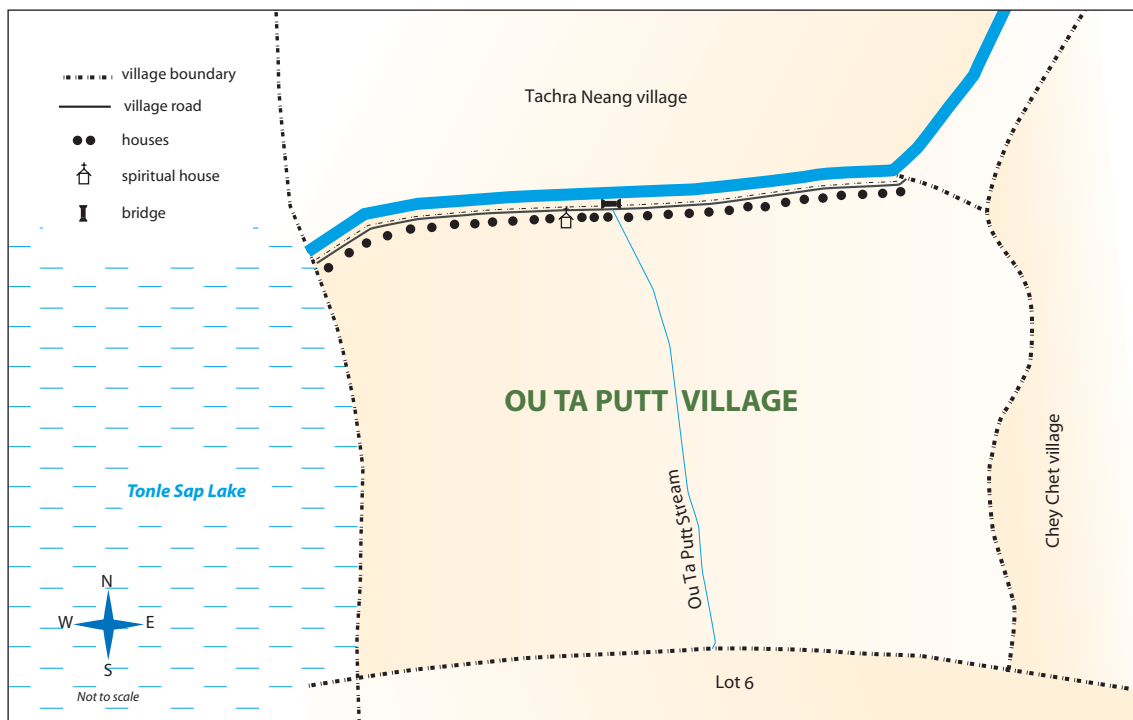 village boundary
village road
houses
spiritual house
bridge
Tachra Neang village
OU TA PUTT VILLAGE
Tonle Sap Lake
Ou Ta Putt Stream
Chey Chet village
N
W E
S
Not to scale
Lot 6